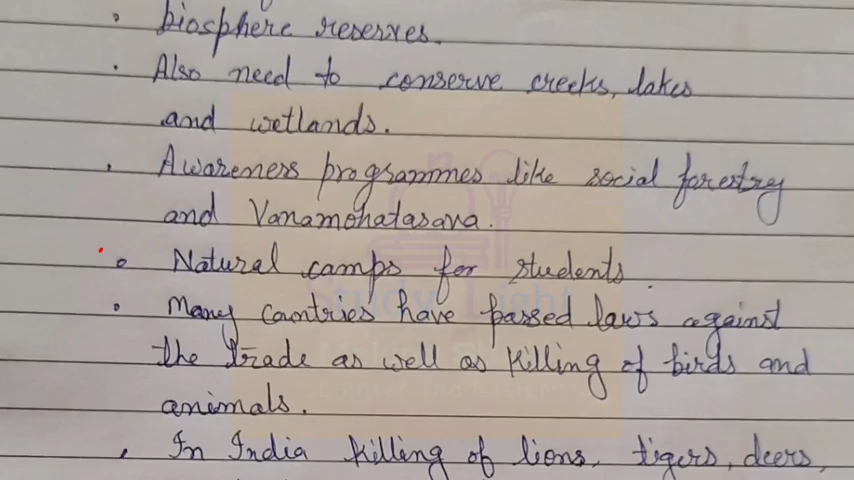 • biosphere reserves.
• Also need to conserve creeks, lakes
and wetlands.
• Awareness programmes like social forestry
and Vanamohatasava.
• Natural camps for students
• Many countries have passed laws against
the trade as well as killing of birds and
animals.
• In India killing of lions, tigers, deers,
Study Light